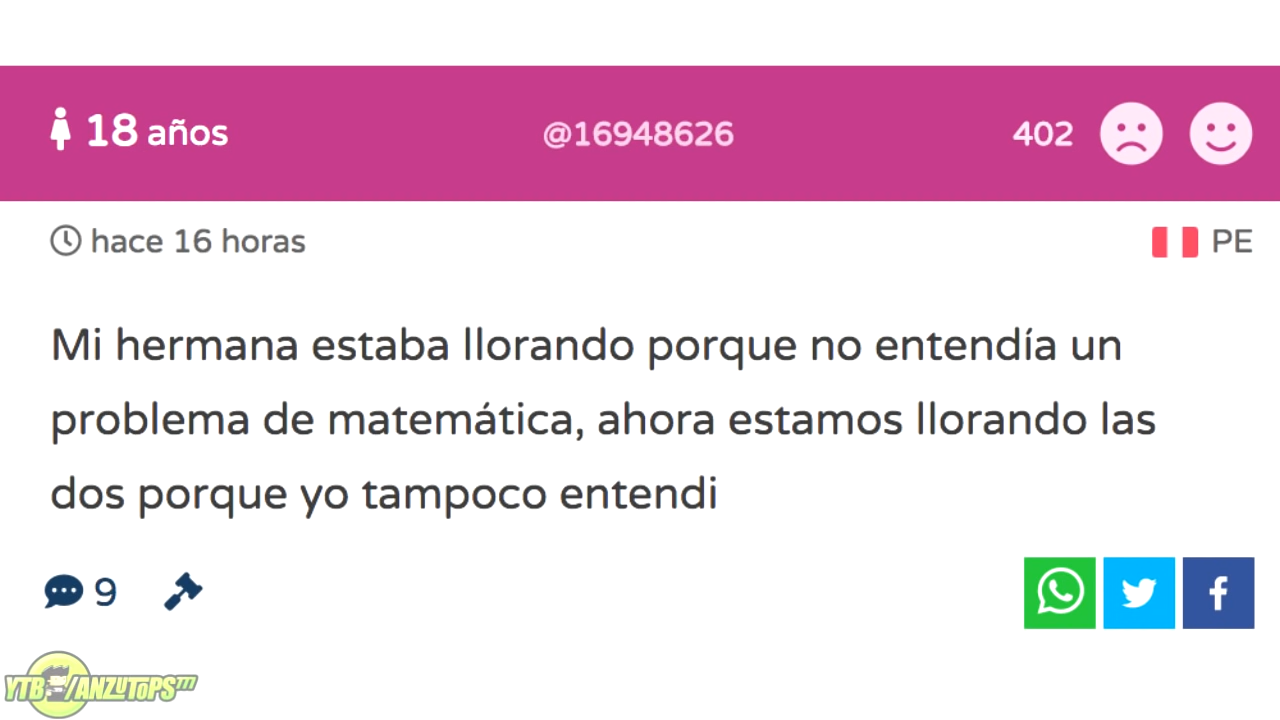 18 años @16948626 402
hace 16 horas PE
Mi hermana estaba llorando porque no entendía un
problema de matemática, ahora estamos llorando las
dos porque yo tampoco entendi
9
YTB/ANZUTOPS777